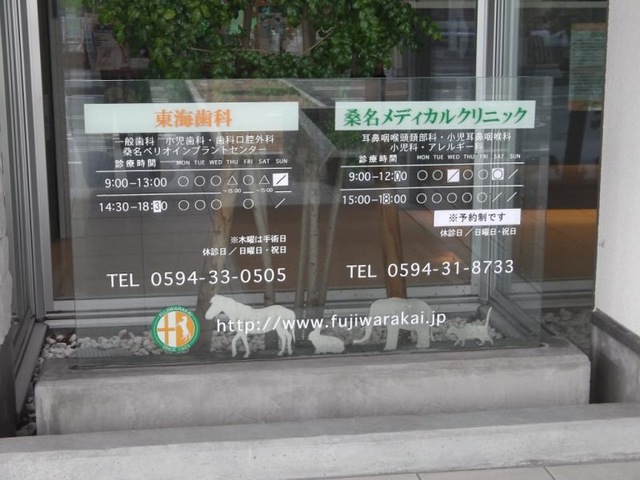 東海歯科
一般歯科 小児歯科・歯科口腔外科
桑名ペリオインプラントセンター
診療時間 MON TUE WED THU FRI SAT SUN
9:00-13:00 ○ ○ ○ △ ○ △ ／
-15:00 -15:00
14:30-18:30 ○ ○ ○ ○ ／
※木曜は手術日
休診日／日曜日・祝日
TEL 0594-33-0505
桑名メディカルクリニック
耳鼻咽喉頭頸部科・小児耳鼻咽喉科
小児科・アレルギー科
診療時間 MON TUE WED THU FRI SAT SUN
9:00-12:00 ○ ○ ／ ○ ○ ○ ／
15:00-18:00 ○ ○ ○ ○ ○ ／ ／
※予約制です
休診日／日曜日・祝日
TEL 0594-31-8733
FUJIWARAKAI
http://www.fujiwarakai.jp